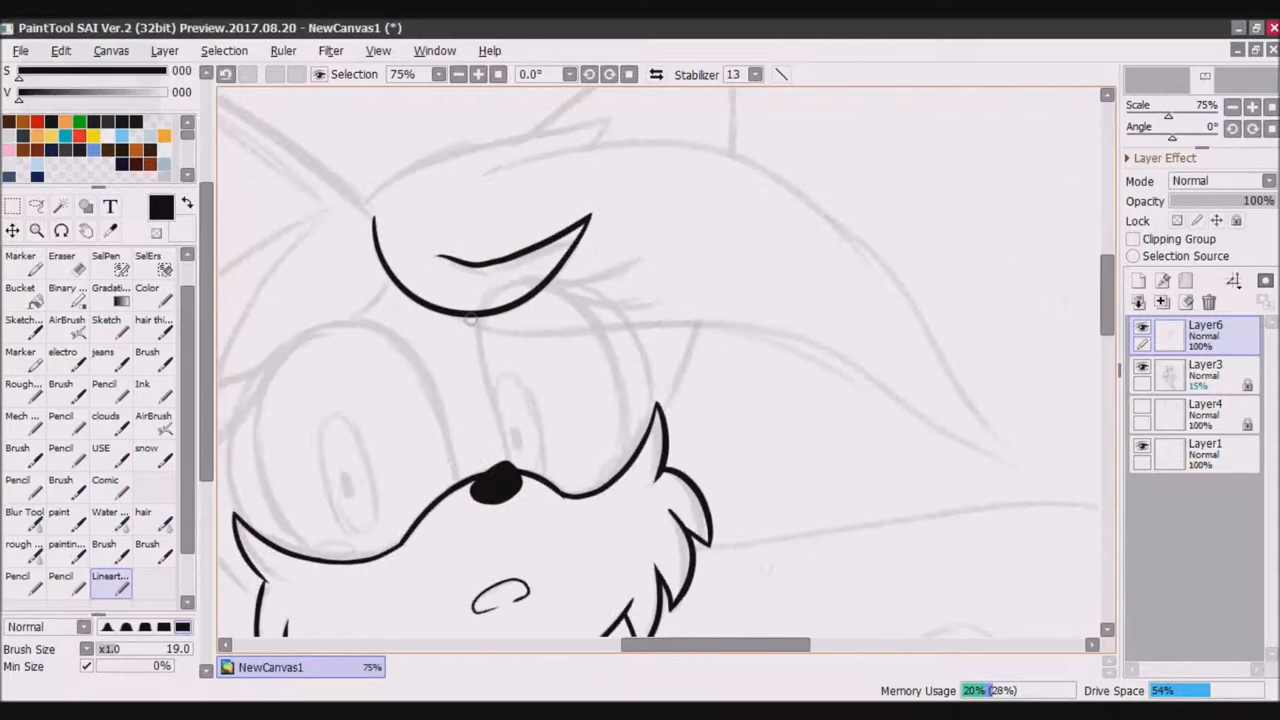 PaintTool SAI Ver.2 (32bit) Preview.2017.08.20 - NewCanvas1 (*)
File Edit Canvas Layer Selection Ruler Filter View Window Help
S 000
V 000
Selection 75% 0.0° Stabilizer 13
Scale 75%
Angle 0°
Layer Effect
Mode Normal
Opacity 100%
Lock
Clipping Group
Selection Source
T
Marker Eraser SelPen SelErs
Bucket Binary ... Gradati... Color
Sketch... AirBrush Sketch hair thi...
Marker electro jeans Brush
Rough... Brush Pencil Ink
Mech ... Pencil clouds AirBrush
Brush Pencil USE snow
Pencil Brush Comic
Blur Tool paint Water ... hair
rough ... paintin... Brush Brush
Pencil Pencil Lineart...
Normal
Brush Size x1.0 19.0
Min Size 0%
Layer6
Normal
100%
Layer3
Normal
15%
Layer4
Normal
100%
Layer1
Normal
100%
NewCanvas1 75%
Memory Usage 20% (28%) Drive Space 54%